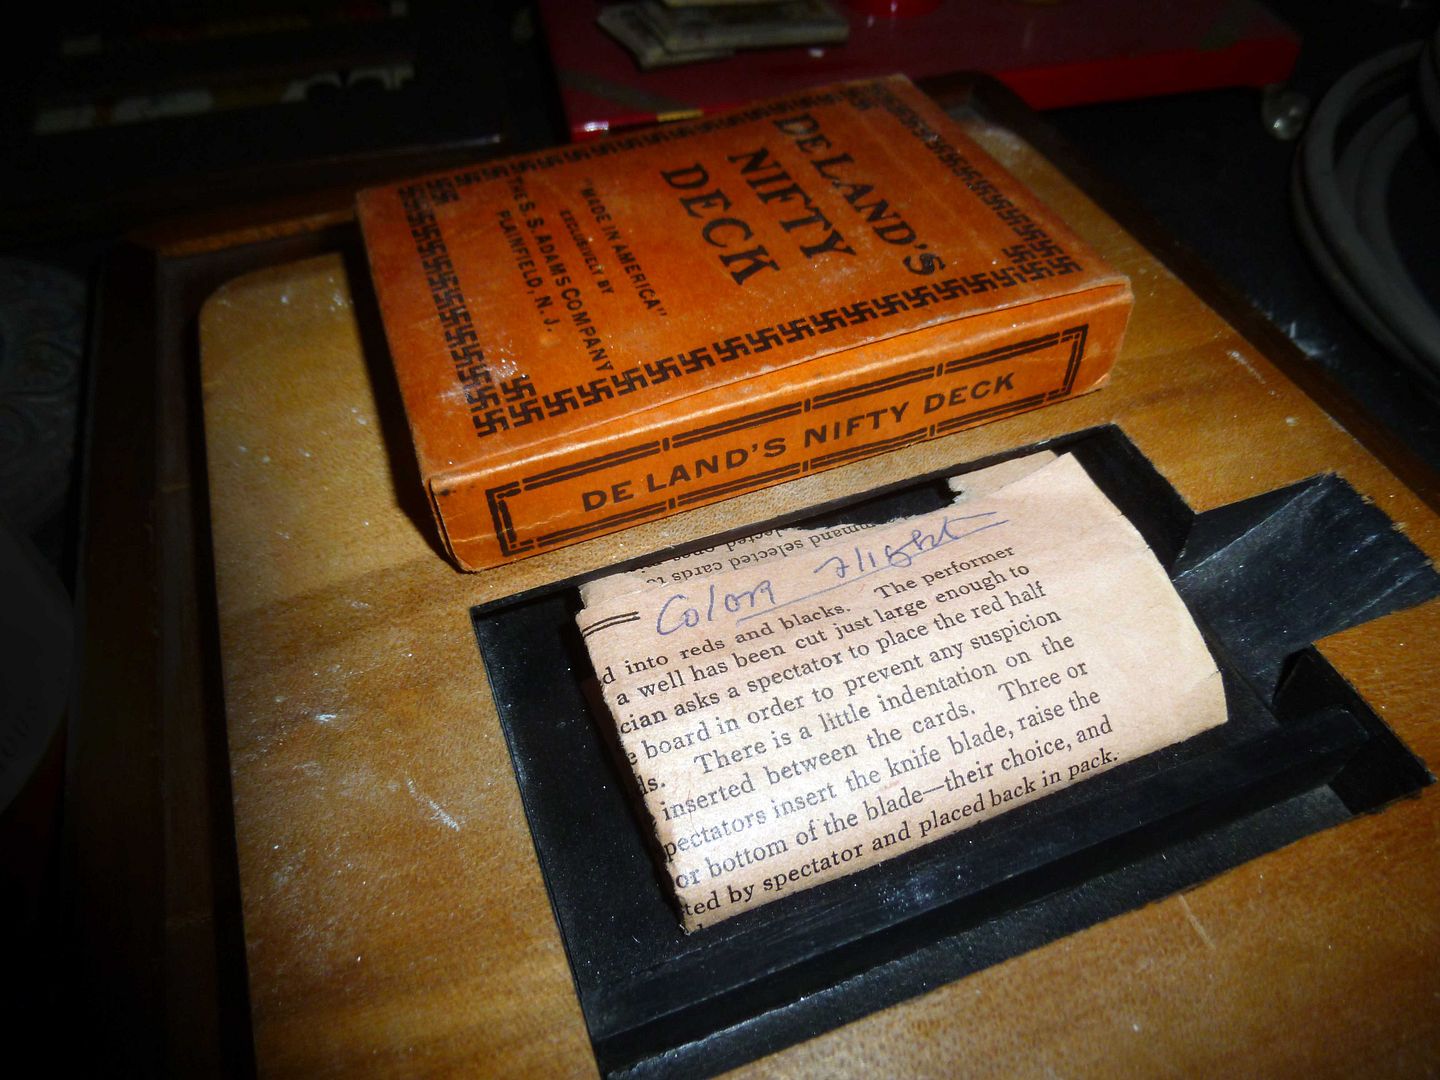 DE LAND'S
NIFTY
DECK
"MADE IN AMERICA"
EXCLUSIVELY BY
THE S. S. ADAMS COMPANY
PLAINFIELD, N. J.
DE LAND'S NIFTY DECK
mmand selected cards to
Color Flight
d into reds and blacks. The performer
a well has been cut just large enough to
cian asks a spectator to place the red half
e board in order to prevent any suspicion
ds. There is a little indentation on the
inserted between the cards. Three or
pectators insert the knife blade, raise the
or bottom of the blade—their choice, and
ted by spectator and placed back in pack.